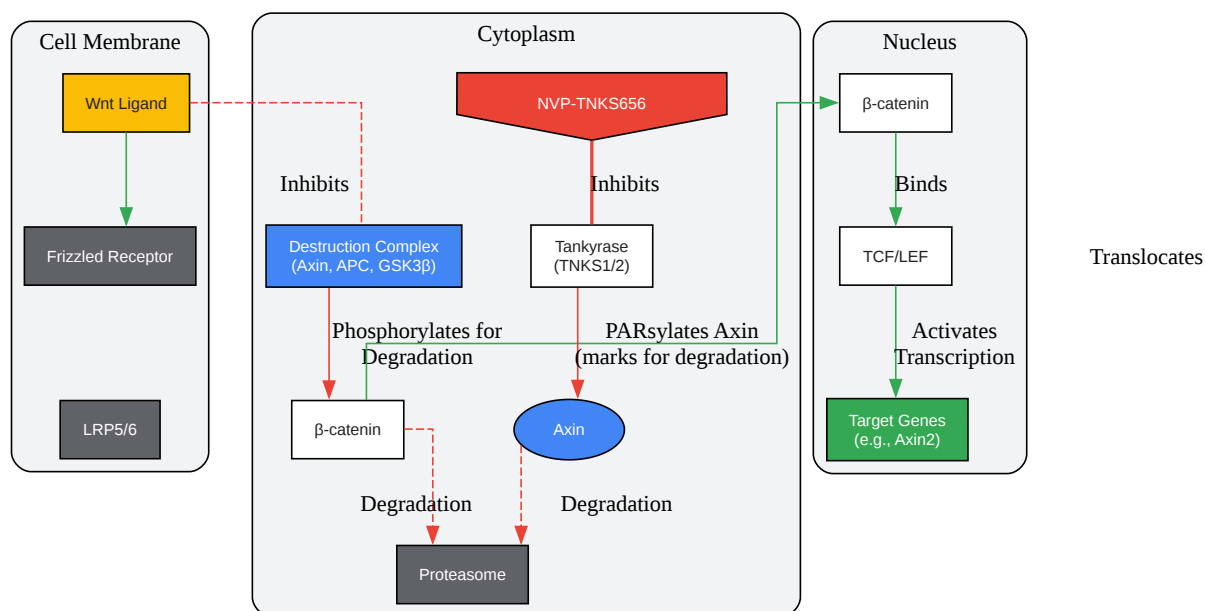 Cell Membrane
Cytoplasm
Nucleus
Wnt Ligand
NVP-TNKS656
β-catenin
Inhibits
Inhibits
Binds
Frizzled Receptor
Destruction Complex
(Axin, APC, GSK3β)
Tankyrase
(TNKS1/2)
TCF/LEF
Translocates
Phosphorylates for
Degradation
PARsylates Axin
(marks for degradation)
Activates
Transcription
LRP5/6
β-catenin
Axin
Target Genes
(e.g., Axin2)
Degradation
Degradation
Proteasome